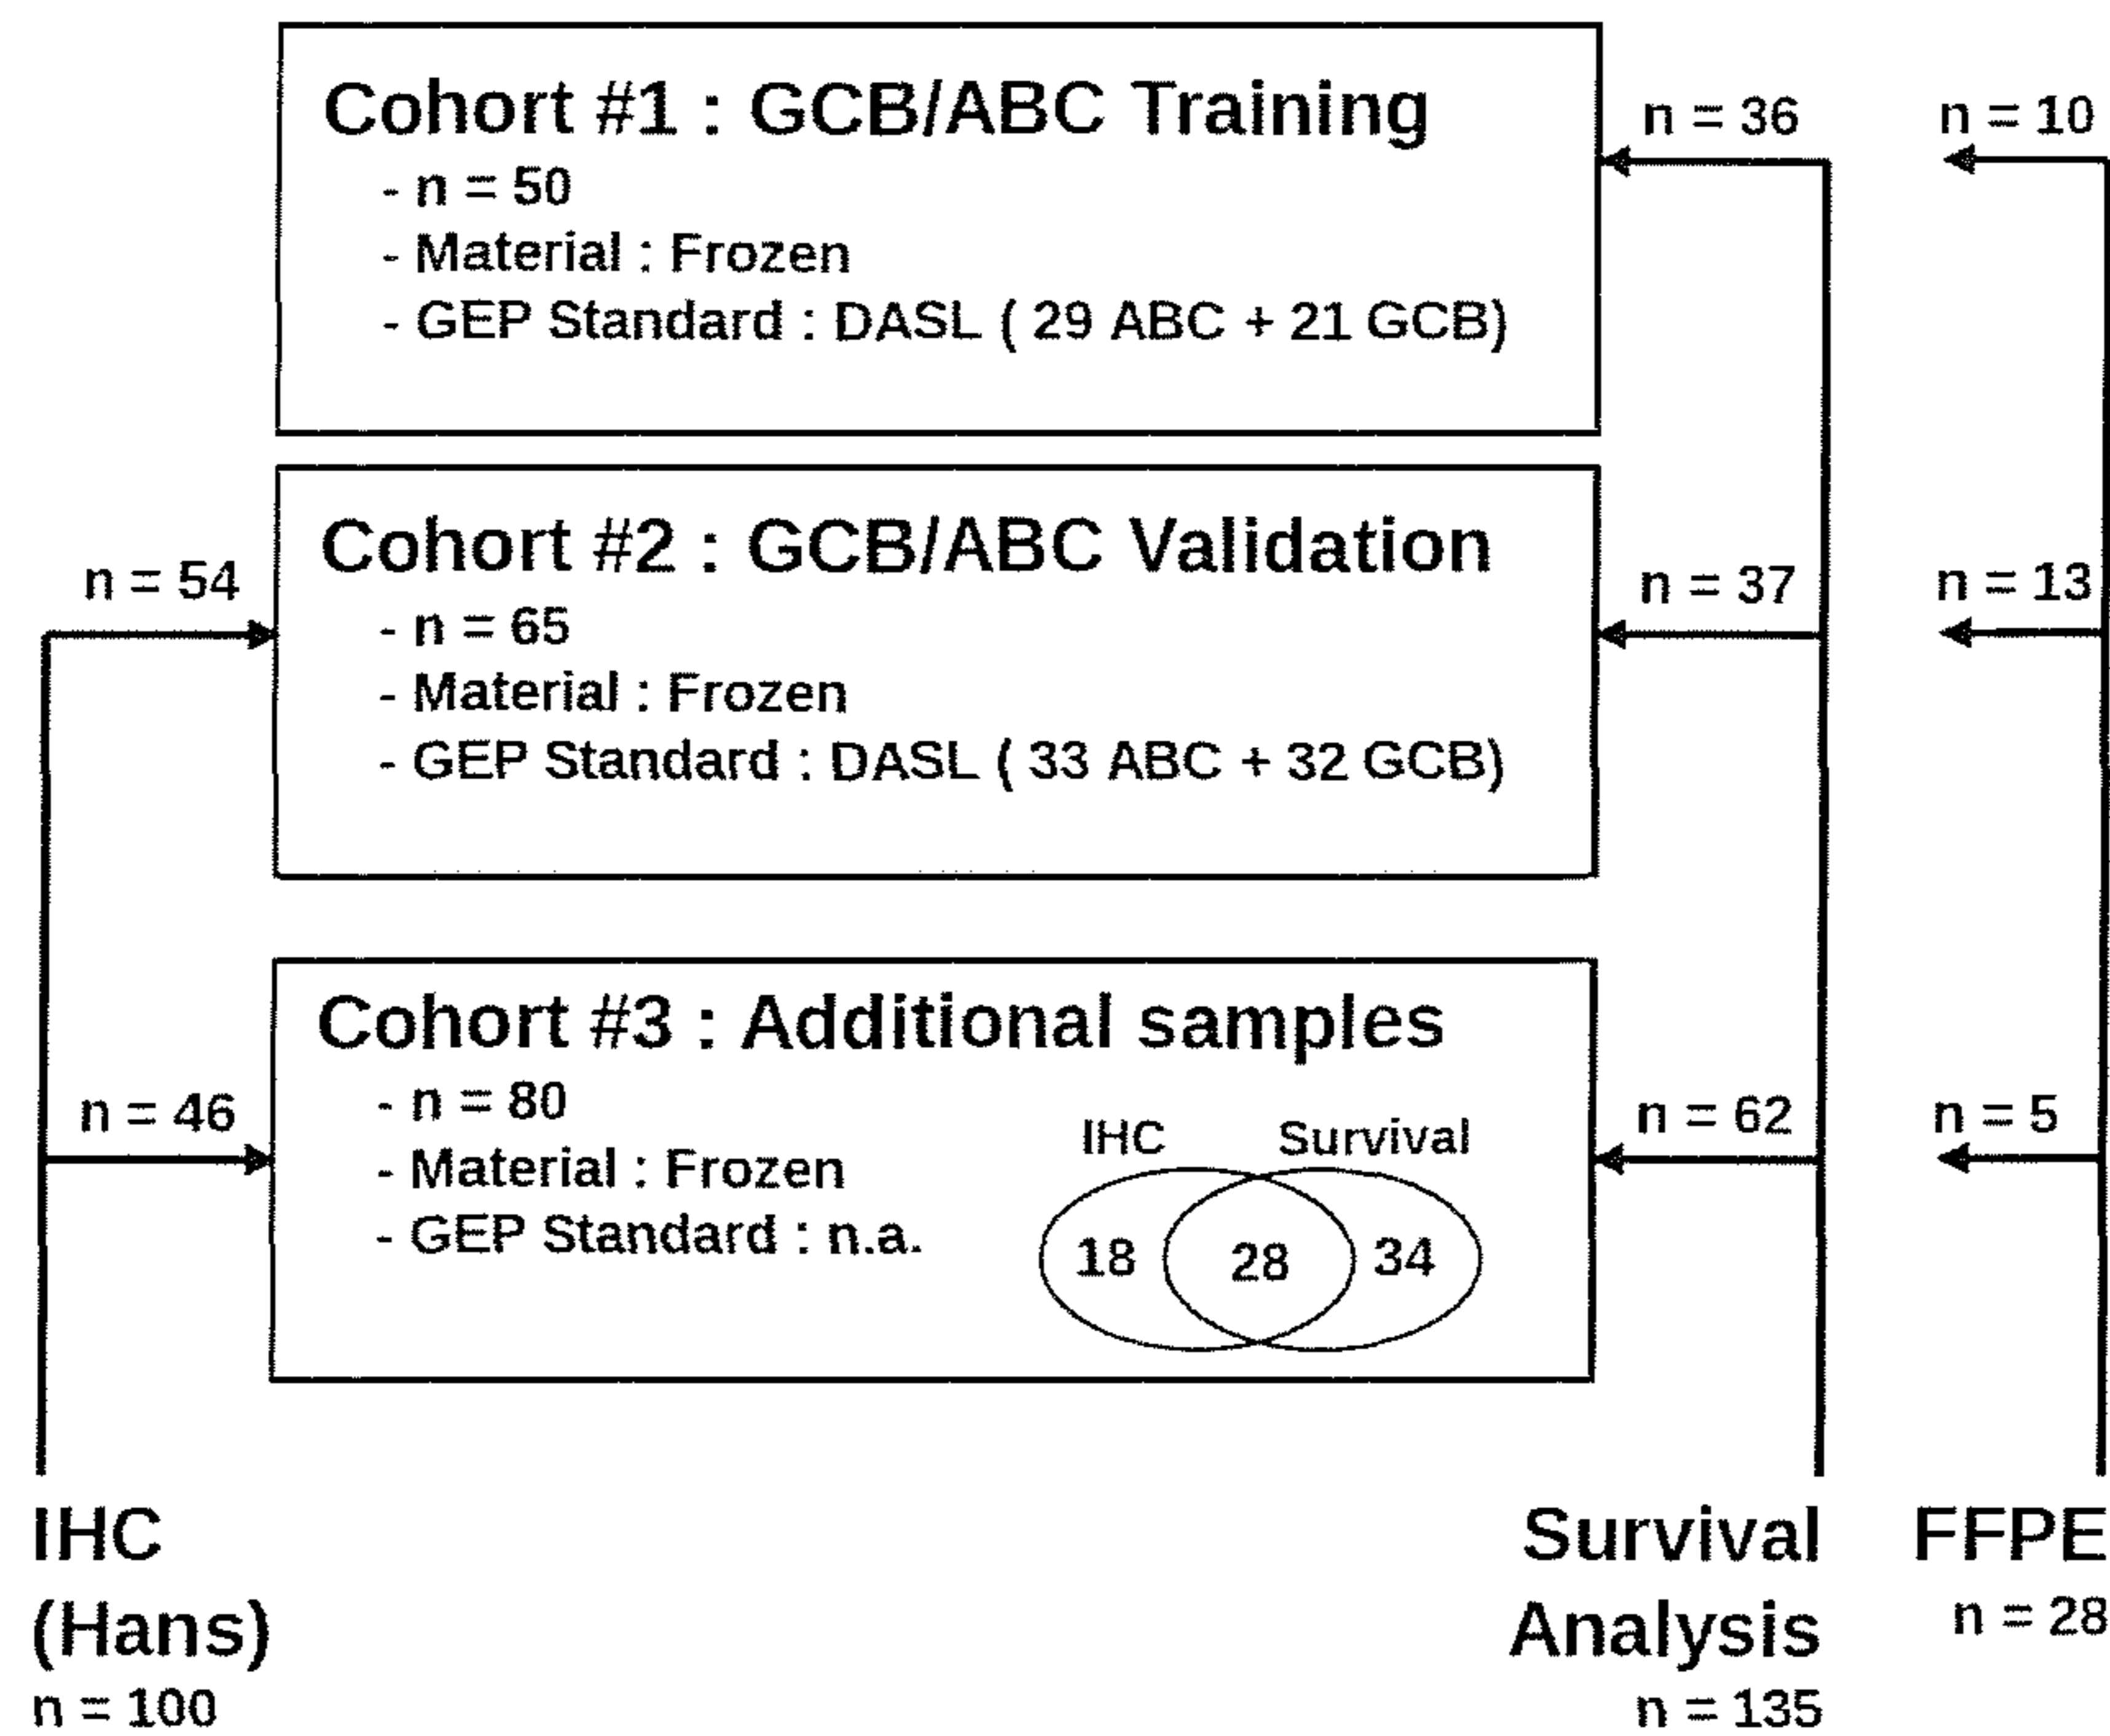 Cohort #1 : GCB/ABC Training
- n = 50
- Material : Frozen
- GEP Standard : DASL ( 29 ABC + 21 GCB)
n = 36
n = 10
Cohort #2 : GCB/ABC Validation
- n = 65
- Material : Frozen
- GEP Standard : DASL ( 33 ABC + 32 GCB)
n = 54
n = 37
n = 13
Cohort #3 : Additional samples
- n = 80
- Material : Frozen
- GEP Standard : n.a.
IHC Survival
18 28 34
n = 46
n = 62
n = 5
IHC
(Hans)
n = 100
Survival
Analysis
n = 135
FFPE
n = 28